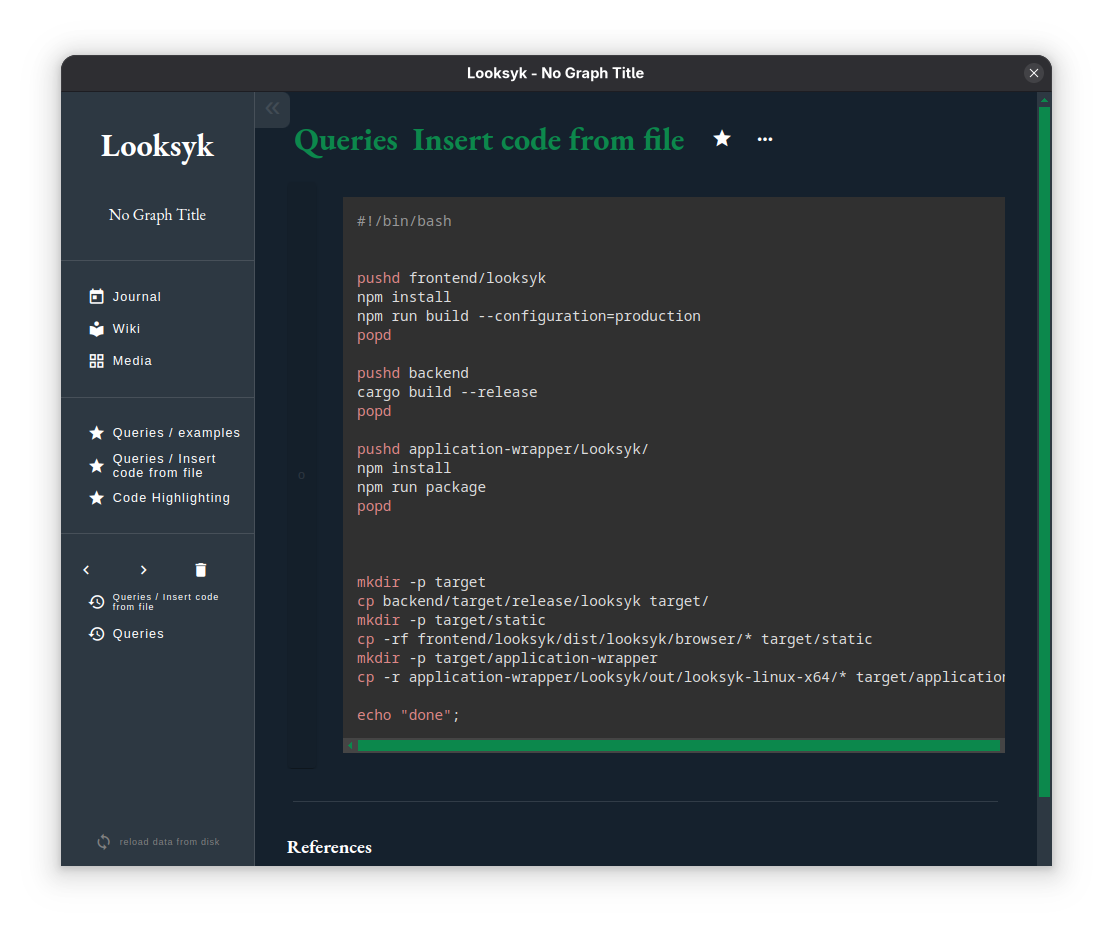 Looksyk - No Graph Title
Looksyk
No Graph Title
Journal
Wiki
Media
Queries / examples
Queries / Insert
code from file
Code Highlighting
Queries / Insert code
from file
Queries
reload data from disk
Queries Insert code from file
#!/bin/bash
pushd frontend/looksyk
npm install
npm run build --configuration=production
popd
pushd backend
cargo build --release
popd
pushd application-wrapper/Looksyk/
npm install
npm run package
popd
mkdir -p target
cp backend/target/release/looksyk target/
mkdir -p target/static
cp -rf frontend/looksyk/dist/looksyk/browser/* target/static
mkdir -p target/application-wrapper
cp -r application-wrapper/Looksyk/out/looksyk-linux-x64/* target/application
echo "done";
References